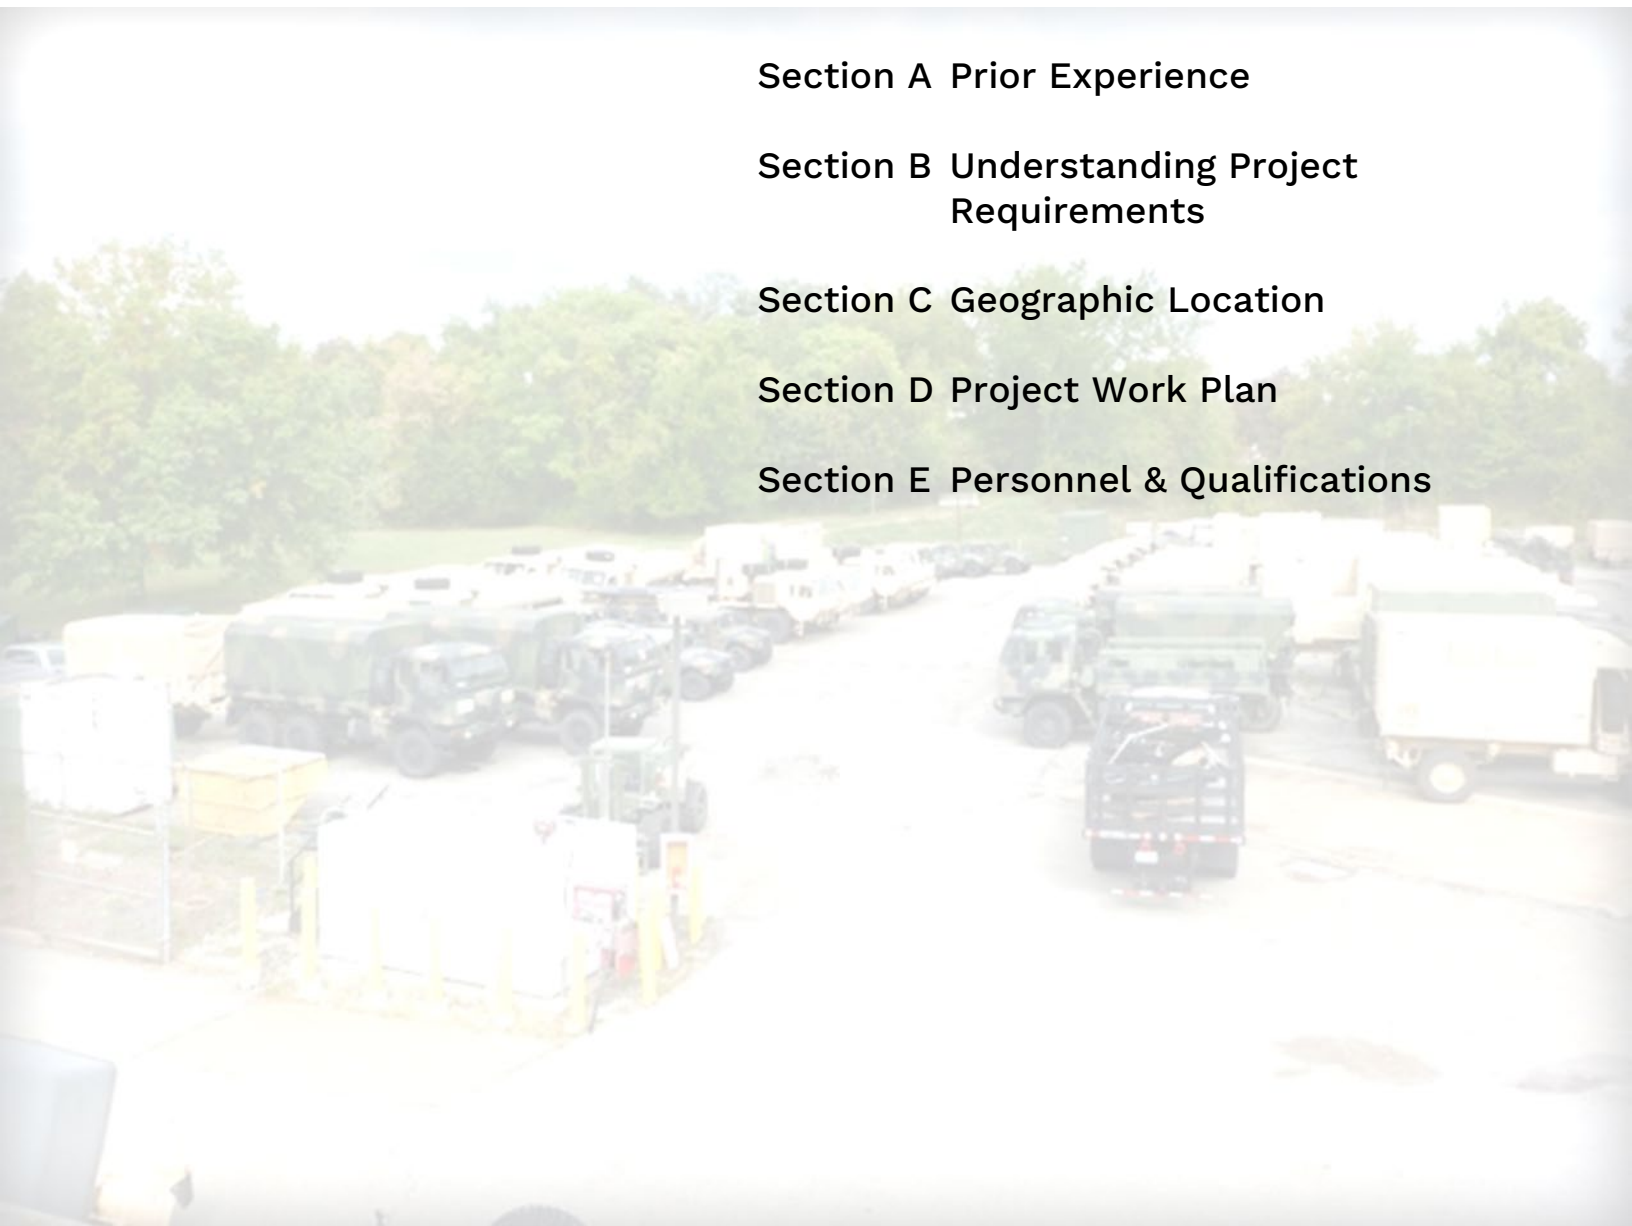 Section A Prior Experience
Section B Understanding Project
Requirements
Section C Geographic Location
Section D Project Work Plan
Section E Personnel & Qualifications